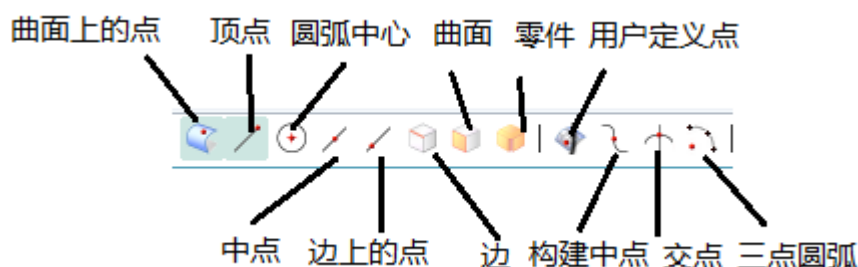 曲面上的点 顶点 圆弧中心 曲面 零件 用户定义点
中点 边上的点 边 构建中点 交点 三点圆弧